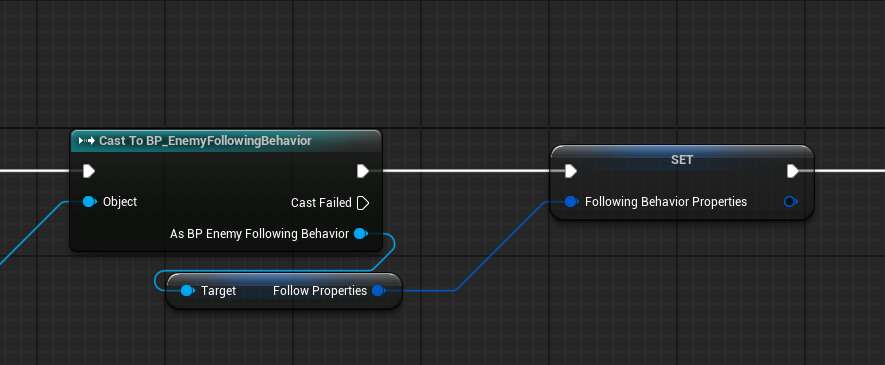 Cast To BP_EnemyFollowingBehavior
SET
Object
Cast Failed
Following Behavior Properties
As BP Enemy Following Behavior
Target
Follow Properties